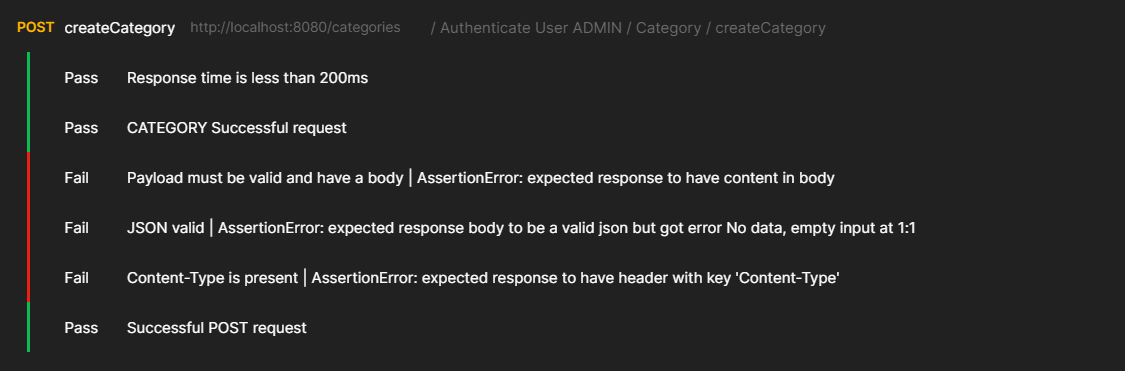 POST createCategory http://localhost:8080/categories / Authenticate User ADMIN / Category / createCategory
Pass Response time is less than 200ms
Pass CATEGORY Successful request
Fail Payload must be valid and have a body | AssertionError: expected response to have content in body
Fail JSON valid | AssertionError: expected response body to be a valid json but got error No data, empty input at 1:1
Fail Content-Type is present | AssertionError: expected response to have header with key 'Content-Type'
Pass Successful POST request